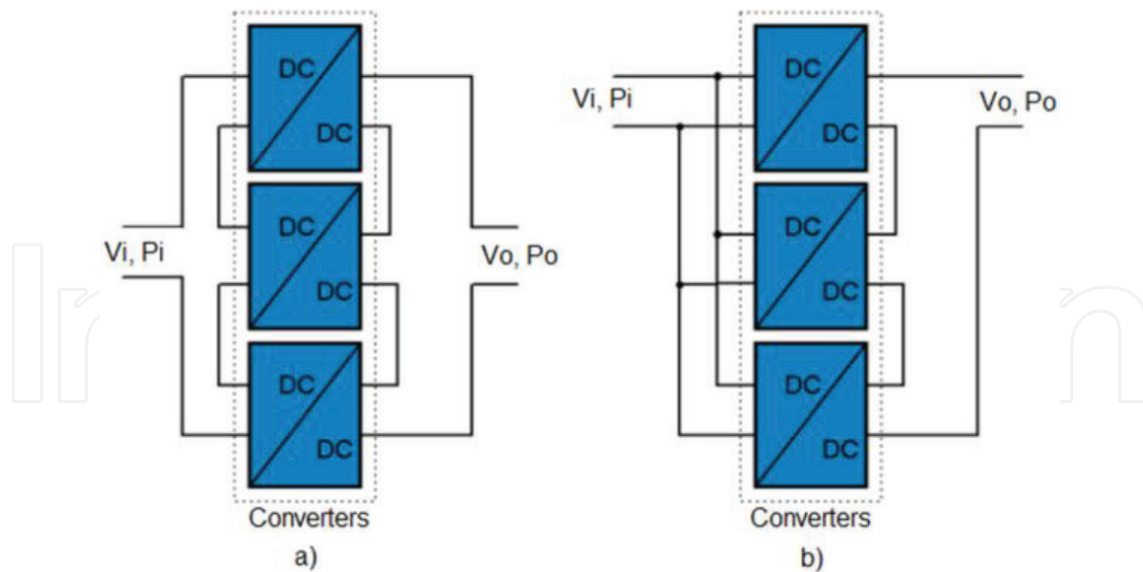 DC
DC
DC
DC
DC
DC
Vi, Pi
Vo, Po
Converters
a)
DC
DC
DC
DC
DC
DC
Vi, Pi
Vo, Po
Converters
b)